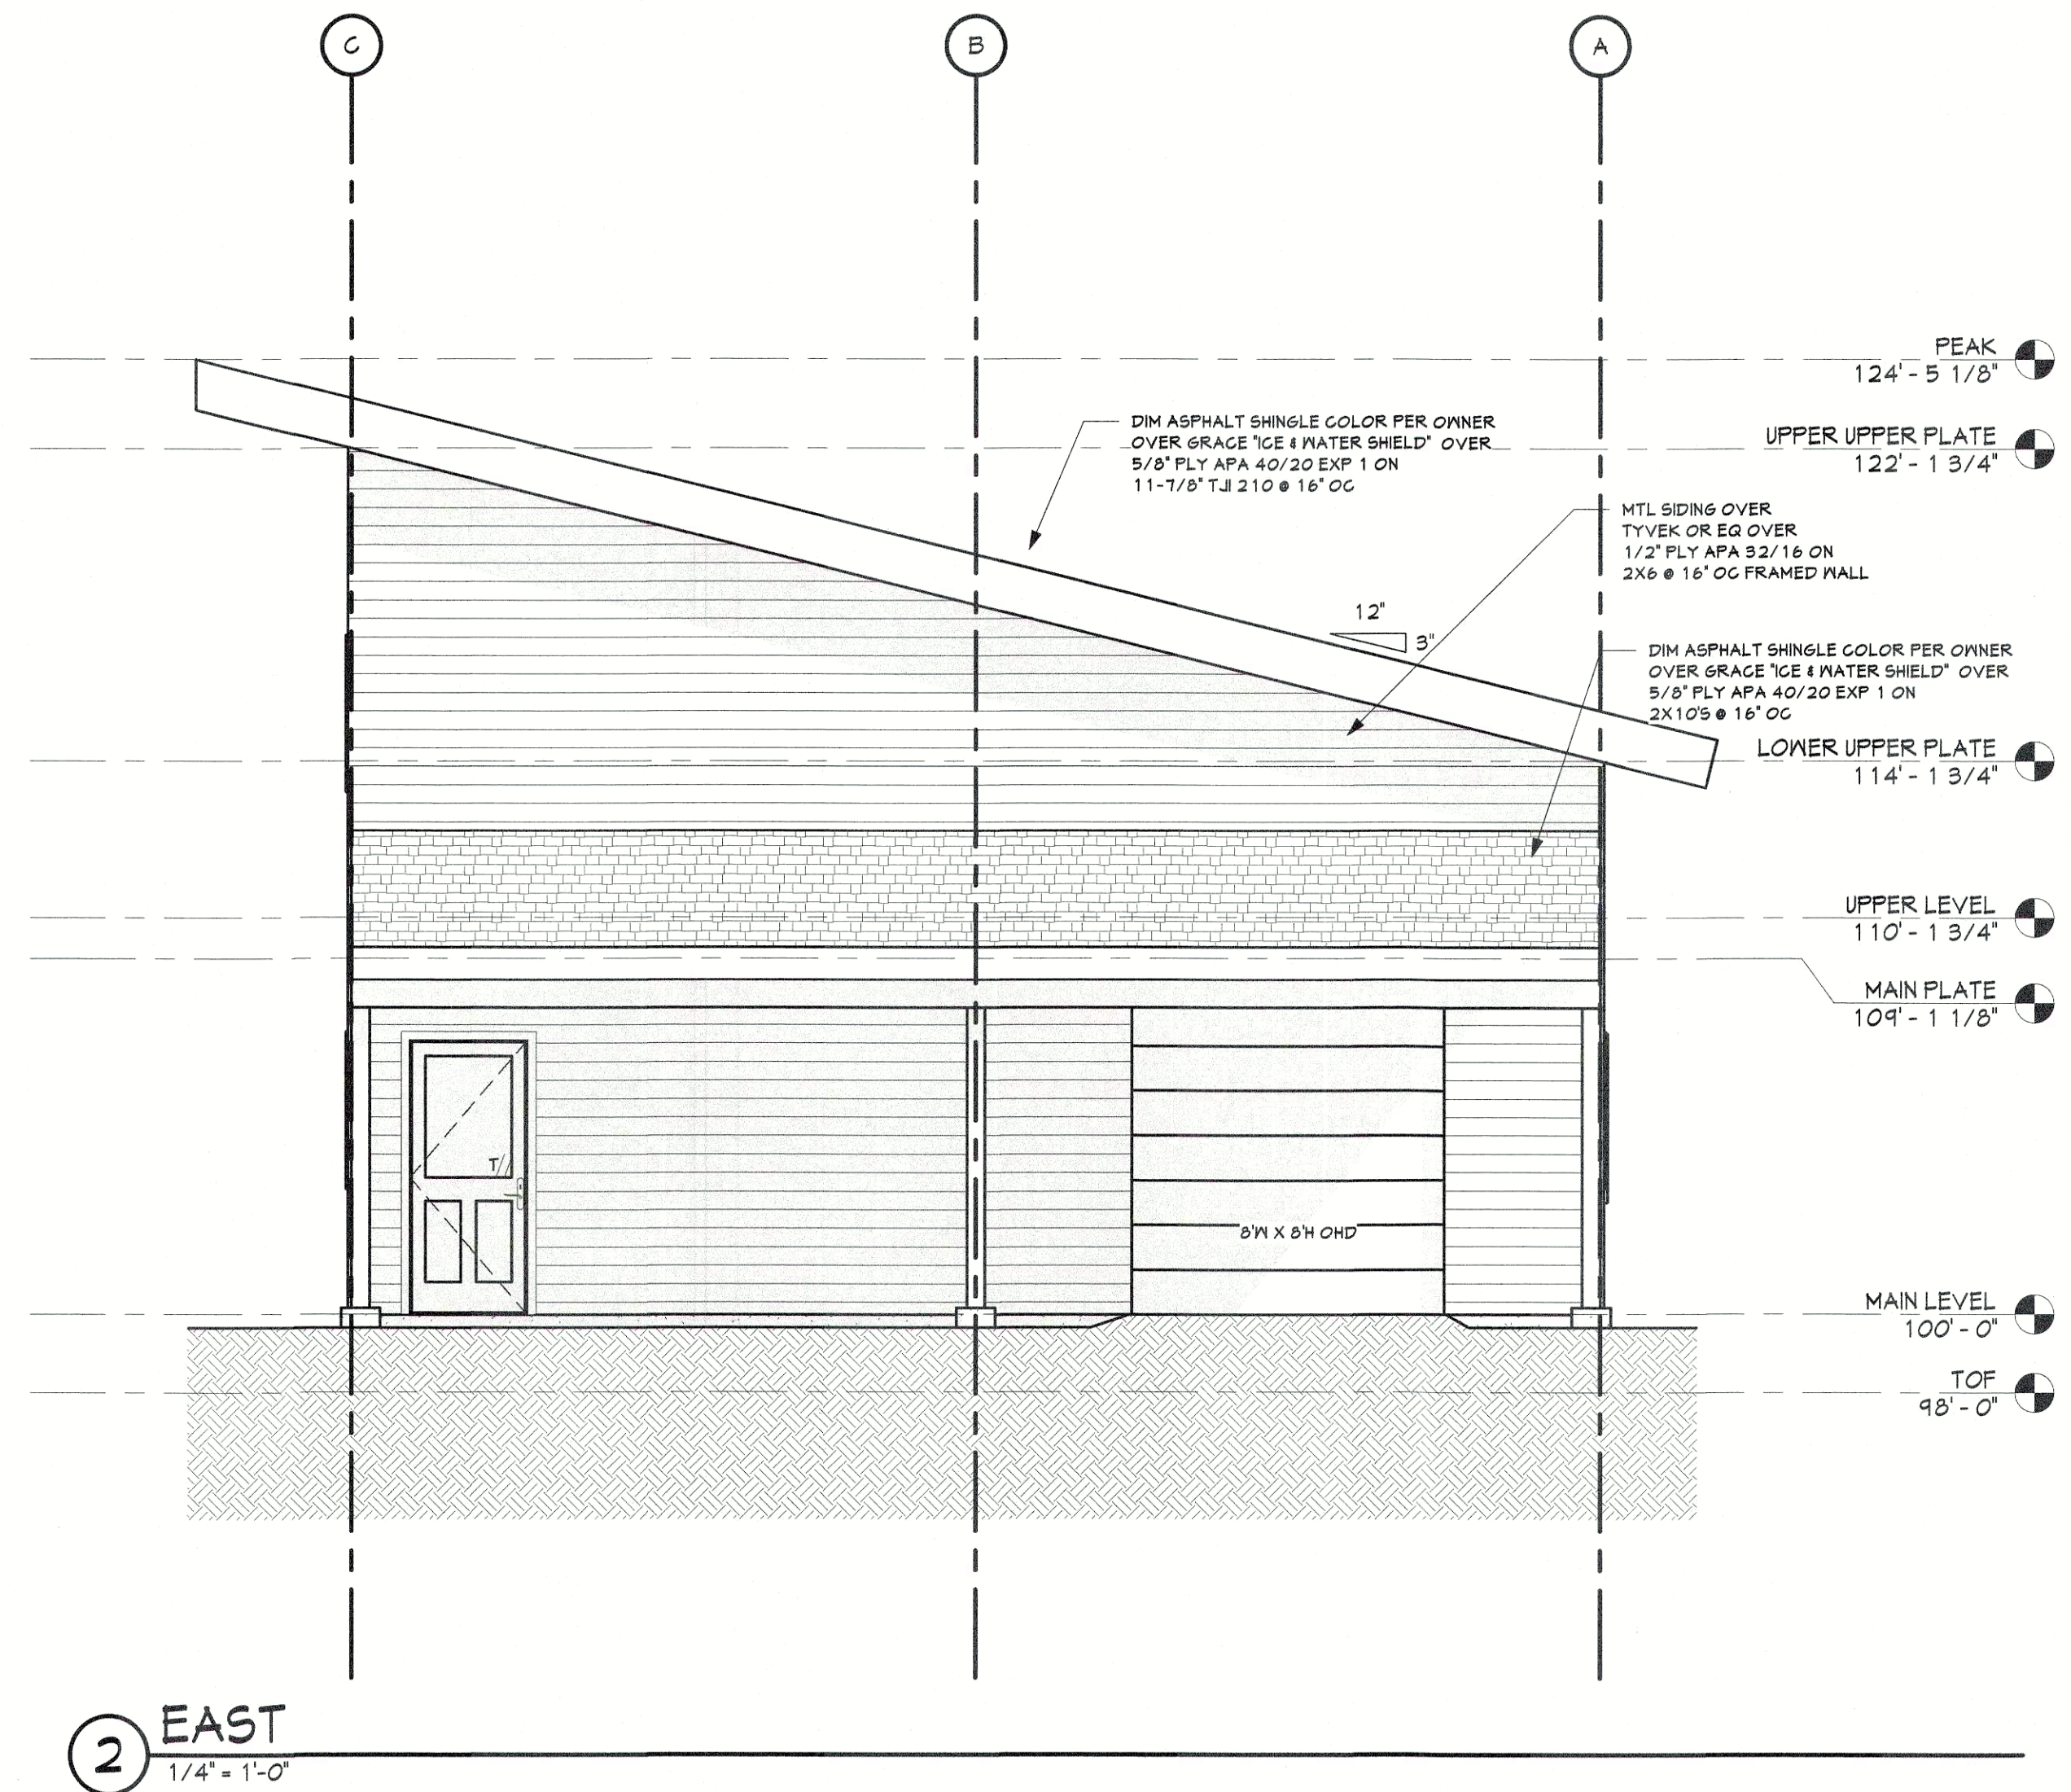 C
B
A
PEAK
124' - 5 1/8"
DIM ASPHALT SHINGLE COLOR PER OWNER
OVER GRACE "ICE & WATER SHIELD" OVER
5/8" PLY APA 40/20 EXP 1 ON
11-7/8" TJI 210 @ 16" OC
UPPER UPPER PLATE
122' - 1 3/4"
MTL SIDING OVER
TYVEK OR EQ OVER
1/2" PLY APA 32/16 ON
2X6 @ 16" OC FRAMED WALL
12"
3"
DIM ASPHALT SHINGLE COLOR PER OWNER
OVER GRACE "ICE & WATER SHIELD" OVER
5/8" PLY APA 40/20 EXP 1 ON
2X10'S @ 16" OC
LOWER UPPER PLATE
114' - 1 3/4"
UPPER LEVEL
110' - 1 3/4"
MAIN PLATE
109' - 1 1/8"
T
8'W X 8'H OHD
MAIN LEVEL
100' - 0"
TOF
98' - 0"
2
EAST
1/4" = 1'-0"